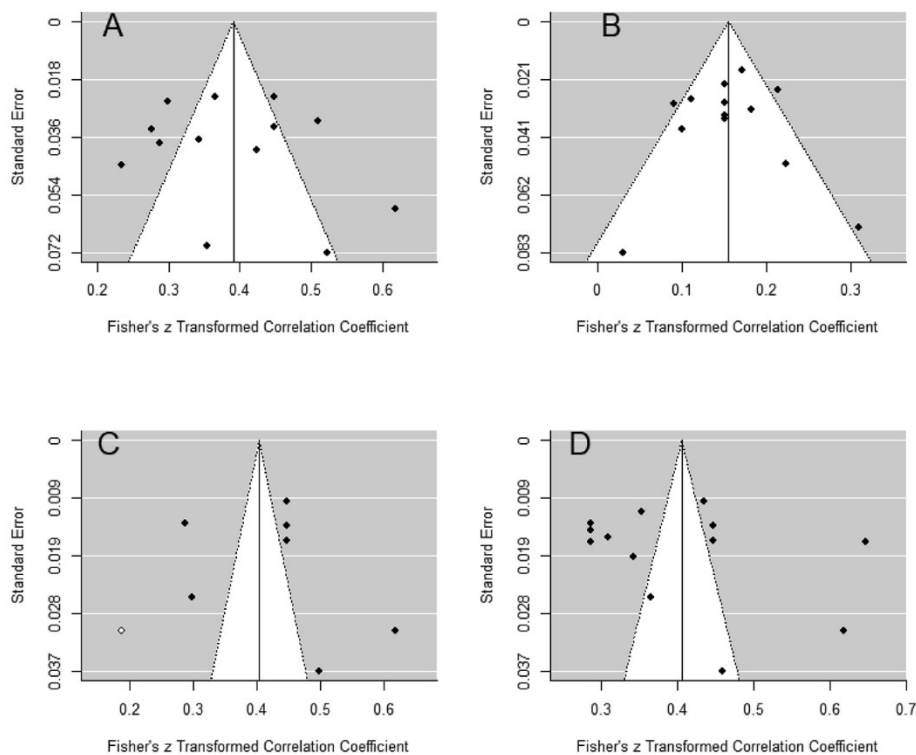 A
Standard Error
0
0.018
0.036
0.054
0.072
0.2 0.3 0.4 0.5 0.6
Fisher's z Transformed Correlation Coefficient
B
Standard Error
0
0.021
0.041
0.062
0.083
0 0.1 0.2 0.3
Fisher's z Transformed Correlation Coefficient
C
Standard Error
0
0.009
0.019
0.028
0.037
0.2 0.3 0.4 0.5 0.6
Fisher's z Transformed Correlation Coefficient
D
Standard Error
0
0.009
0.019
0.028
0.037
0.3 0.4 0.5 0.6 0.7
Fisher's z Transformed Correlation Coefficient